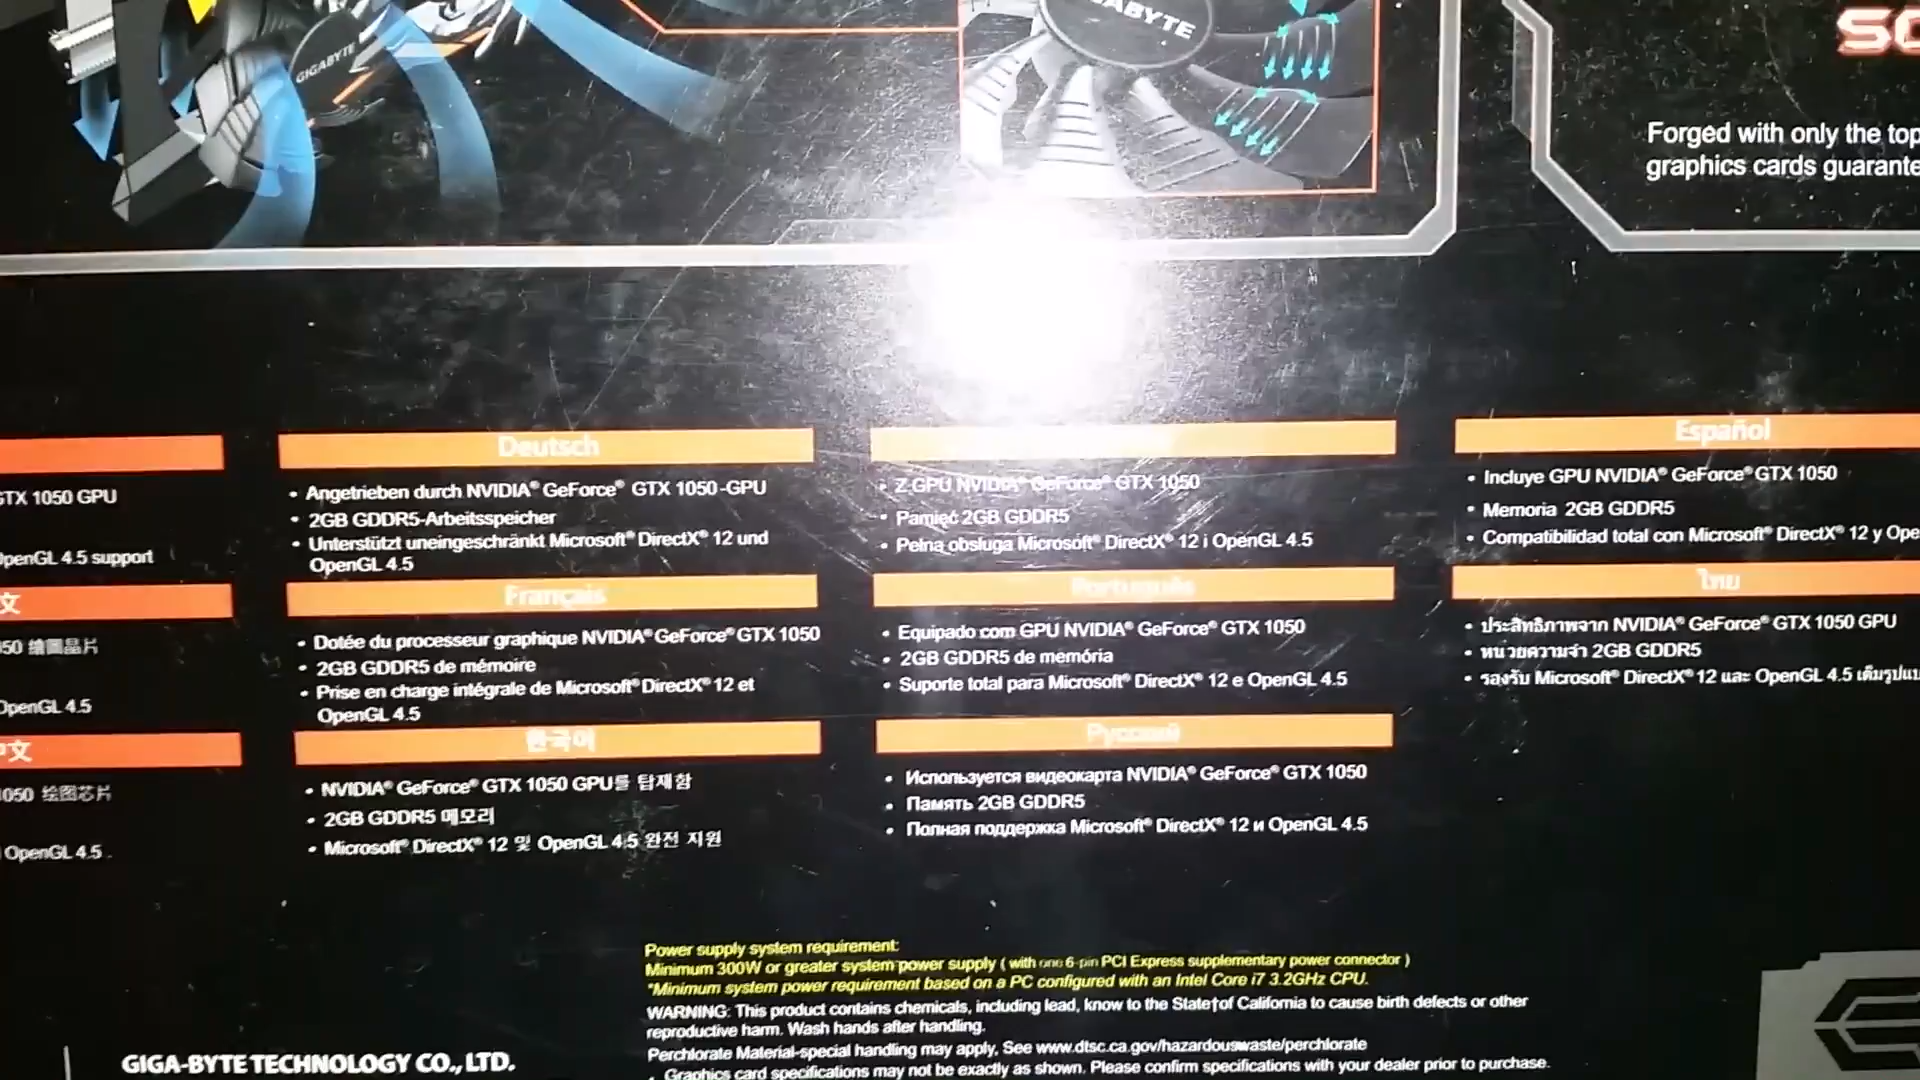 GIGABYTE
GABYTE
SO
Forged with only the top
graphics cards guarante
GTX 1050 GPU
OpenGL 4.5 support
文
50 繪圖晶片
OpenGL 4.5
中文
1050 绘图芯片
OpenGL 4.5
Deutsch
• Angetrieben durch NVIDIA® GeForce® GTX 1050-GPU
• 2GB GDDR5-Arbeitsspeicher
• Unterstützt uneingeschränkt Microsoft® DirectX® 12 und
OpenGL 4.5
Français
• Dotée du processeur graphique NVIDIA® GeForce® GTX 1050
• 2GB GDDR5 de mémoire
• Prise en charge intégrale de Microsoft® DirectX® 12 et
OpenGL 4.5
한국어
• NVIDIA® GeForce® GTX 1050 GPU를 탑재함
• 2GB GDDR5 메모리
• Microsoft® DirectX® 12 및 OpenGL 4.5 완전 지원
• Z GPU NVIDIA® GeForce® GTX 1050
• Pamięć 2GB GDDR5
• Pełna obsługa Microsoft® DirectX® 12 i OpenGL 4.5
Português
• Equipado com GPU NVIDIA® GeForce® GTX 1050
• 2GB GDDR5 de memória
• Suporte total para Microsoft® DirectX® 12 e OpenGL 4.5
Русский
• Используется видеокарта NVIDIA® GeForce® GTX 1050
• Память 2GB GDDR5
• Полная поддержка Microsoft® DirectX® 12 и OpenGL 4.5
Español
• Incluye GPU NVIDIA® GeForce® GTX 1050
• Memoria 2GB GDDR5
• Compatibilidad total con Microsoft® DirectX® 12 y Ope
ไทย
• ประสิทธิภาพจาก NVIDIA® GeForce® GTX 1050 GPU
• หน่วยความจำ 2GB GDDR5
• รองรับ Microsoft® DirectX® 12 และ OpenGL 4.5 เต็มรูปแบ
Power supply system requirement:
Minimum 300W or greater system power supply ( with one 6-pin PCI Express supplementary power connector )
*Minimum system power requirement based on a PC configured with an Intel Core i7 3.2GHz CPU.
WARNING: This product contains chemicals, including lead, know to the State of California to cause birth defects or other
reproductive harm. Wash hands after handling.
Perchlorate Material-special handling may apply, See www.dtsc.ca.gov/hazardouswaste/perchlorate
• Graphics card specifications may not be exactly as shown. Please confirm specifications with your dealer prior to purchase.
GIGA-BYTE TECHNOLOGY CO., LTD.